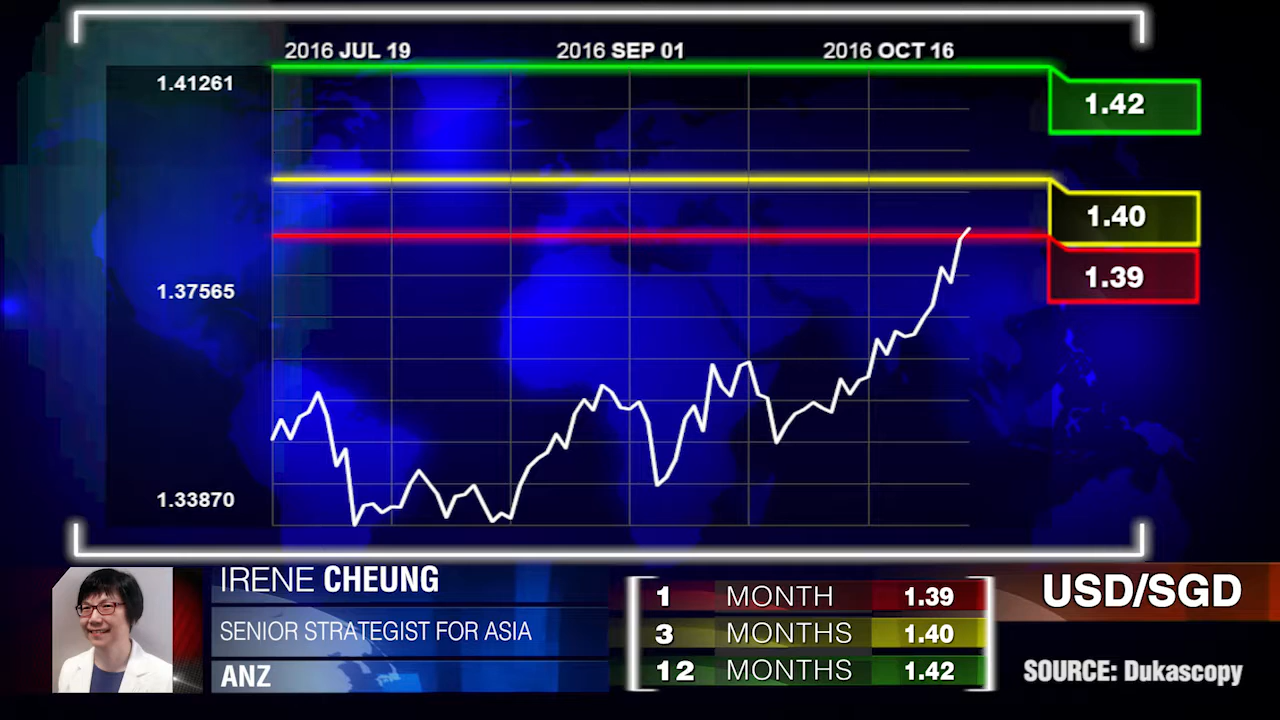 2016 JUL 19 2016 SEP 01 2016 OCT 16
1.41261
1.42
1.40
1.39
1.37565
1.33870
IRENE CHEUNG
SENIOR STRATEGIST FOR ASIA
ANZ
1 MONTH 1.39
3 MONTHS 1.40
12 MONTHS 1.42
USD/SGD
SOURCE: Dukascopy